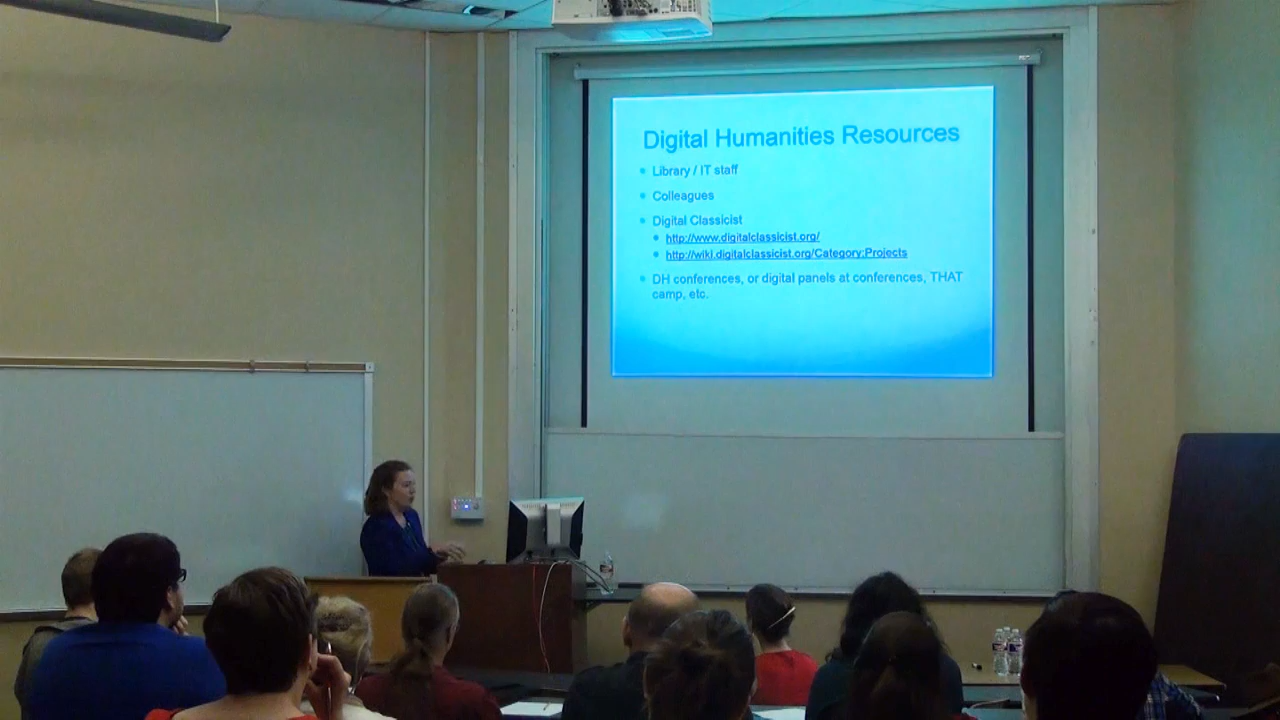 Digital Humanities Resources
Library / IT staff
Colleagues
Digital Classicist
http://www.digitalclassicist.org/
http://wiki.digitalclassicist.org/Category:Projects
DH conferences, or digital panels at conferences, THAT
camp, etc.